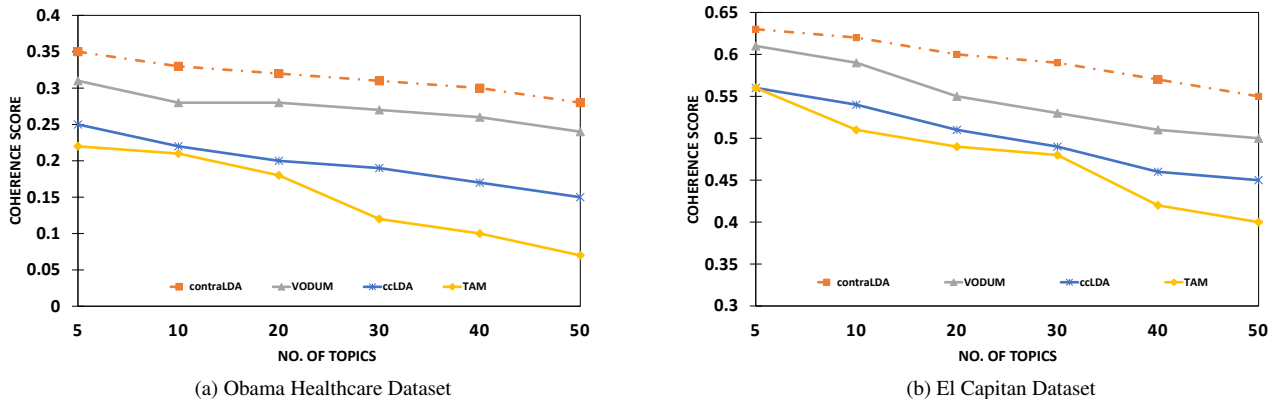 0.4
0.35
0.3
0.25
0.2
0.15
0.1
0.05
0
COHERENCE SCORE
contraLDA VODUM ccLDA TAM
5 10 20 30 40 50
NO. OF TOPICS
(a) Obama Healthcare Dataset
0.65
0.6
0.55
0.5
0.45
0.4
0.35
0.3
COHERENCE SCORE
contraLDA VODUM ccLDA TAM
5 10 20 30 40 50
NO. OF TOPICS
(b) El Capitan Dataset